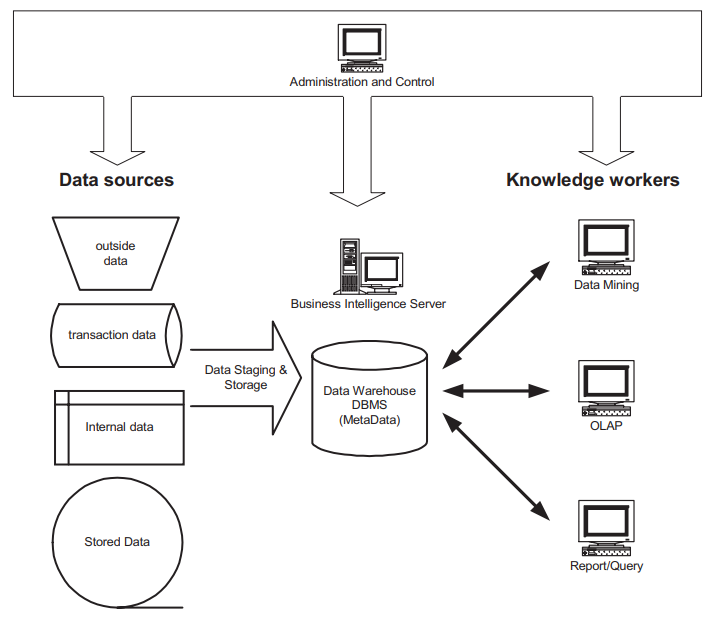 Administration and Control
Data sources
Knowledge workers
outside
data
transaction data
Internal data
Stored Data
Data Staging &
Storage
Business Intelligence Server
Data Warehouse
DBMS
(MetaData)
Data Mining
OLAP
Report/Query